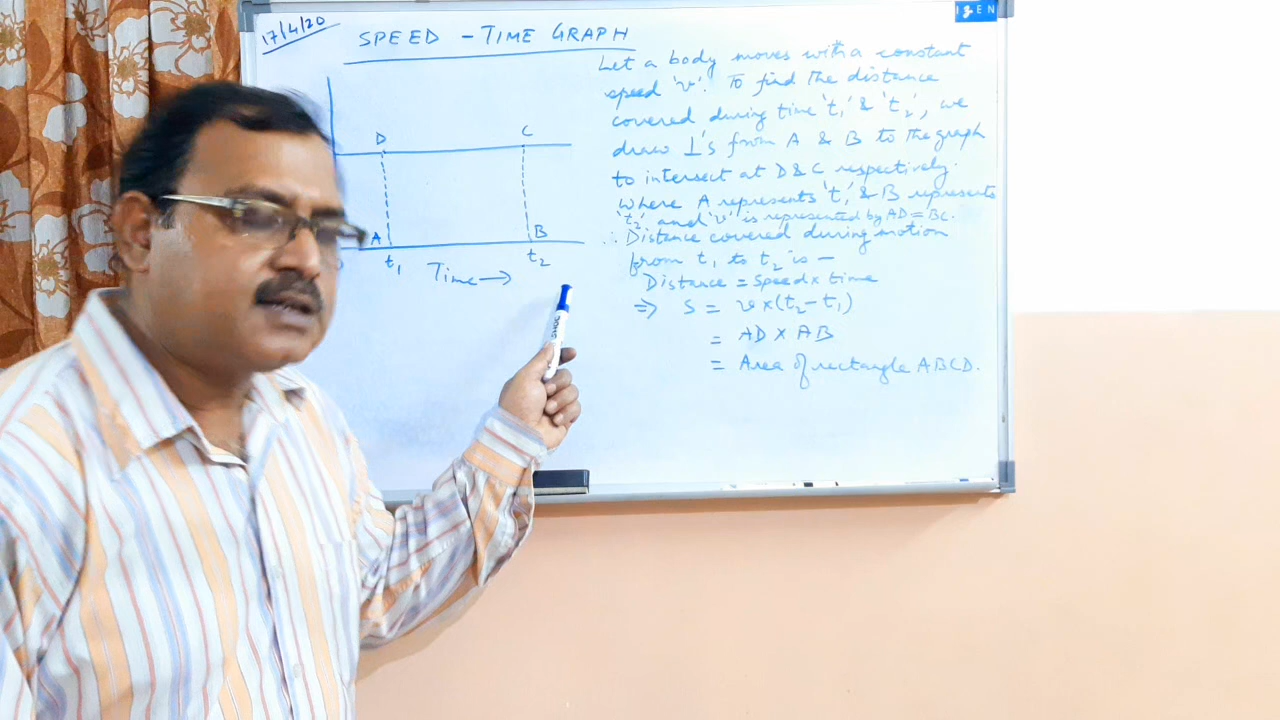 17/4/20
SPEED - TIME GRAPH
D C
A B
t₁ t₂
Time →
Let a body moves with a constant
speed 'v'. To find the distance
covered during time 't₁' & 't₂', we
draw ⊥'s from A & B to the graph
to intersect at D & C respectively.
where A represents 't₁' & B represents
't₂' and 'v' is represented by AD = BC.
∴ Distance covered during motion
from t₁ to t₂ is -
Distance = Speed × time
⇒ S = v × (t₂ - t₁)
= AD × AB
= Area of rectangle ABCD.